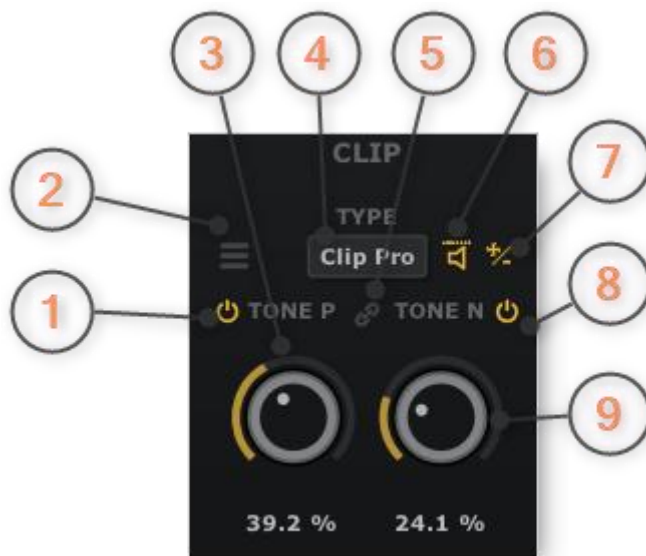 3 4 5 6
CLIP
7
2
TYPE
Clip Pro
1 TONE P TONE N 8
9
39.2 % 24.1 %